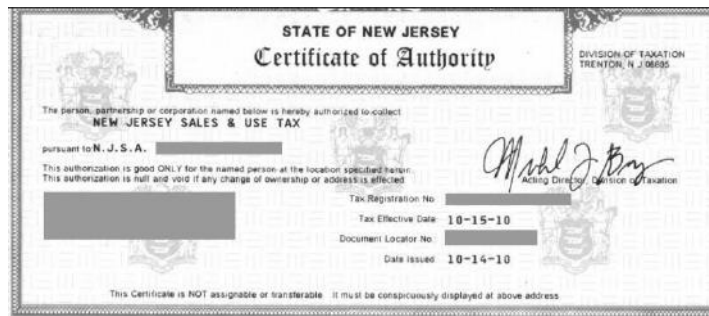 STATE OF NEW JERSEY
Certificate of Authority
DIVISION OF TAXATION
TRENTON, N J 08695
The person, partnership or corporation named below is hereby authorized to collect
NEW JERSEY SALES & USE TAX
pursuant to N.J.S.A.
This authorization is good ONLY for the named person at the location specified herein
This authorization is null and void if any change of ownership or address is effected
Acting Director, Division of Taxation
Tax Registration No
Tax Effective Date 10-15-10
Document Locator No
Date Issued 10-14-10
This Certificate is NOT assignable or transferable It must be conspicuously displayed at above address